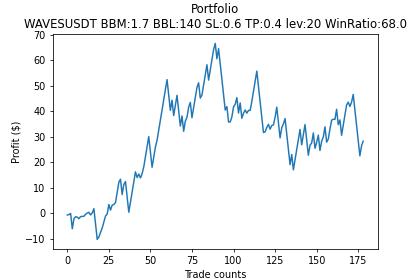 Portfolio
WAVESUSDT BBM:1.7 BBL:140 SL:0.6 TP:0.4 lev:20 WinRatio:68.0
70
60
50
40
30
20
10
0
−10
Profit ($)
0 25 50 75 100 125 150 175
Trade counts